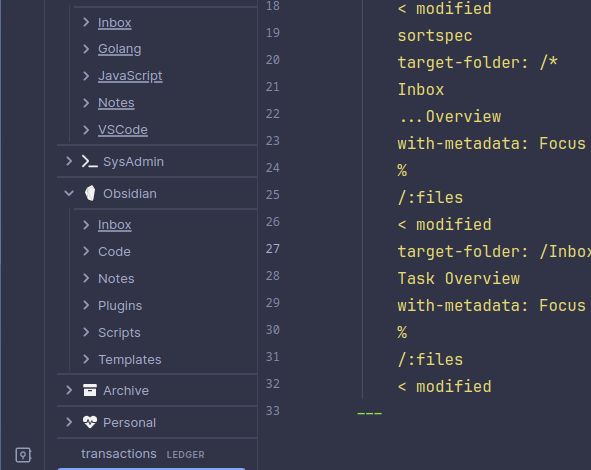 Inbox
Golang
JavaScript
Notes
VSCode
SysAdmin
Obsidian
Inbox
Code
Notes
Plugins
Scripts
Templates
Archive
Personal
transactions LEDGER
18 < modified
19 sortspec
20 target-folder: /*
21 Inbox
22 ...Overview
23 with-metadata: Focus
24 %
25 /:files
26 < modified
27 target-folder: /Inbox
28 Task Overview
29 with-metadata: Focus
30 %
31 /:files
32 < modified
33 ---